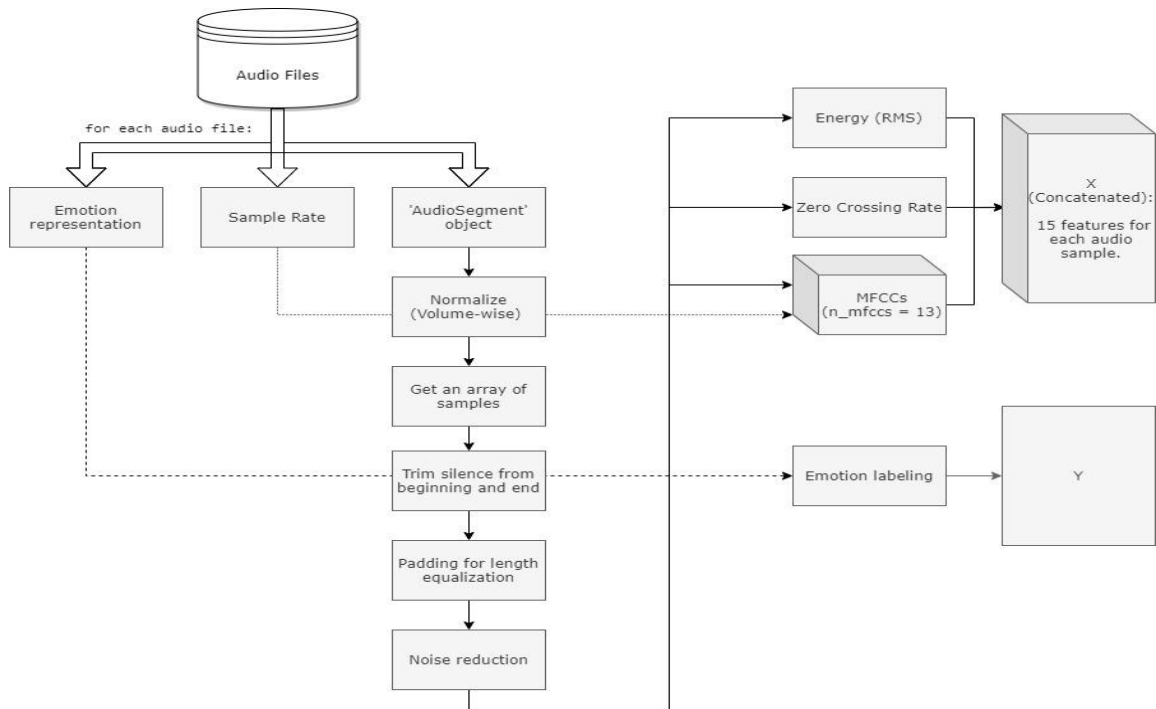 Audio Files
for each audio file:
Emotion
representation
Sample Rate
'AudioSegment'
object
Normalize
(Volume-wise)
Get an array of
samples
Trim silence from
beginning and end
Padding for length
equalization
Noise reduction
Energy (RMS)
Zero Crossing Rate
MFCCs
(n_mfccs = 13)
X
(Concatenated):
15 features for
each audio
sample.
Emotion labeling
Y